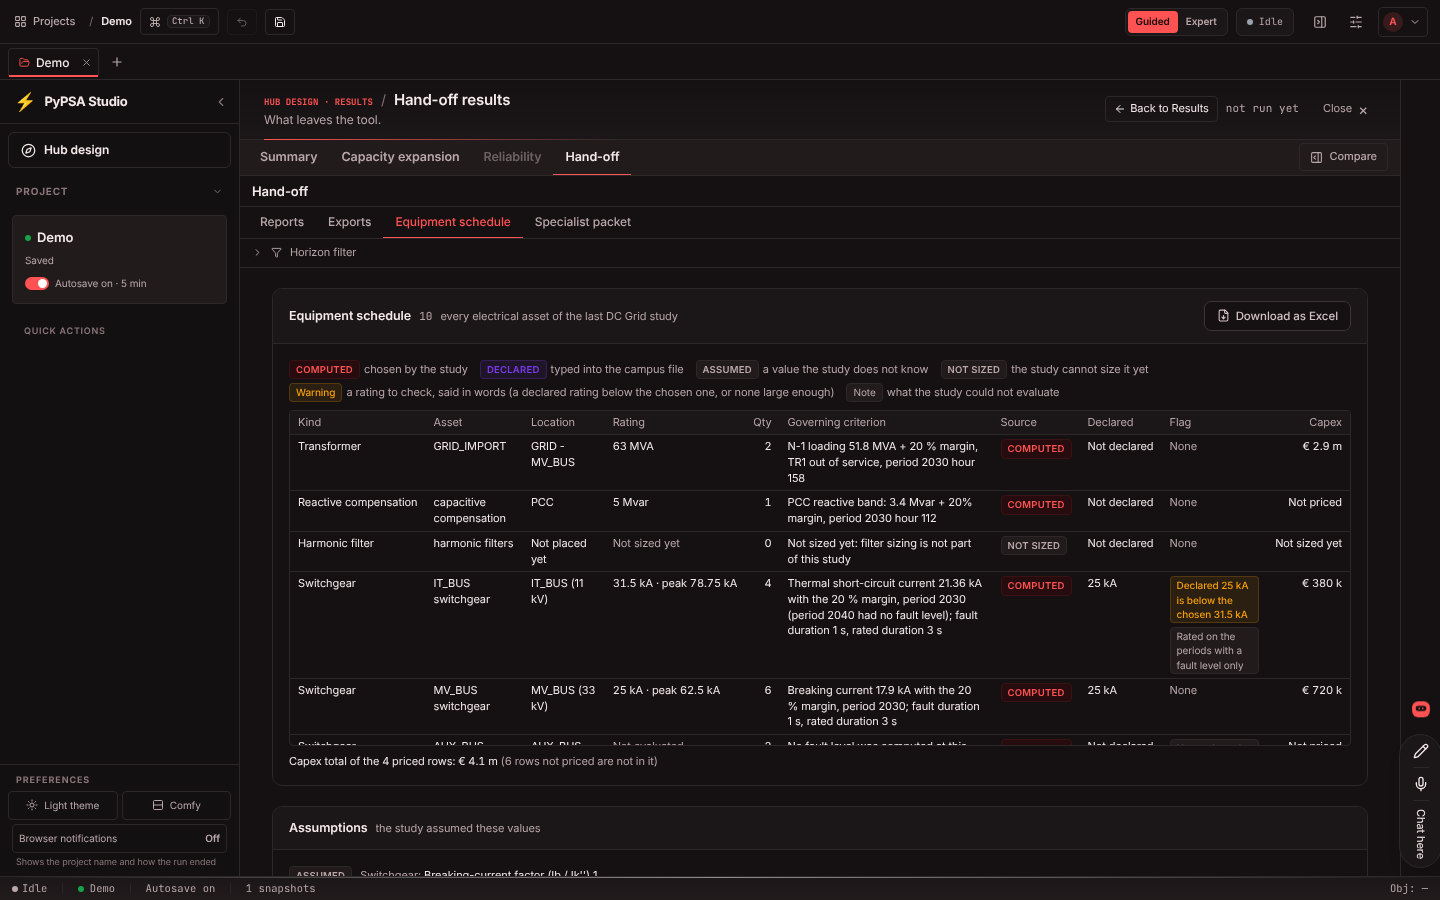 Projects / Demo ⌘ Ctrl K
Guided Expert Idle A
Demo
PyPSA Studio
HUB DESIGN · RESULTS / Hand-off results
What leaves the tool.
Back to Results not run yet Close
Hub design
Summary Capacity expansion Reliability Hand-off Compare
PROJECT
Hand-off
Reports Exports Equipment schedule Specialist packet
Demo
Saved
Autosave on · 5 min
Horizon filter
QUICK ACTIONS
Equipment schedule 10 every electrical asset of the last DC Grid study Download as Excel
COMPUTED chosen by the study DECLARED typed into the campus file ASSUMED a value the study does not know NOT SIZED the study cannot size it yet
Warning a rating to check, said in words (a declared rating below the chosen one, or none large enough) Note what the study could not evaluate
Kind Asset Location Rating Qty Governing criterion Source Declared Flag Capex
Transformer GRID_IMPORT GRID - 63 MVA 2 N-1 loading 51.8 MVA + 20 % margin, COMPUTED Not declared None € 2.9 m
MV_BUS TR1 out of service, period 2030 hour
158
Reactive compensation capacitive PCC 5 Mvar 1 PCC reactive band: 3.4 Mvar + 20% COMPUTED Not declared None Not priced
compensation margin, period 2030 hour 112
Harmonic filter harmonic filters Not placed Not sized yet 0 Not sized yet: filter sizing is not part NOT SIZED Not declared None Not sized yet
yet of this study
Switchgear IT_BUS IT_BUS (11 31.5 kA · peak 78.75 kA 4 Thermal short-circuit current 21.36 kA COMPUTED 25 kA Declared 25 kA € 380 k
switchgear kV) with the 20 % margin, period 2030 is below the
(period 2040 had no fault level); fault chosen 31.5 kA
duration 1 s, rated duration 3 s Rated on the
periods with a
fault level only
Switchgear MV_BUS MV_BUS (33 25 kA · peak 62.5 kA 6 Breaking current 17.9 kA with the 20 COMPUTED 25 kA None € 720 k
switchgear kV) % margin, period 2030; fault duration
1 s, rated duration 3 s
Capex total of the 4 priced rows: € 4.1 m (6 rows not priced are not in it)
Assumptions the study assumed these values
ASSUMED Switchgear: Breaking-current factor (Ib / Ik'') 1
PREFERENCES
Light theme Comfy
Browser notifications Off
Shows the project name and how the run ended
Chat here
Idle Demo Autosave on 1 snapshots Obj: —